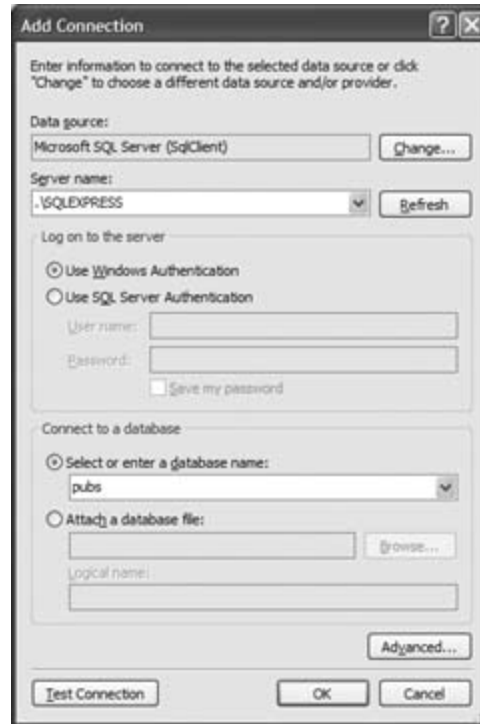 Add Connection
Enter information to connect to the selected data source or click
"Change" to choose a different data source and/or provider.
Data source:
Microsoft SQL Server (SqlClient)
Change...
Server name:
.\SQLEXPRESS
Refresh
Log on to the server
Use Windows Authentication
Use SQL Server Authentication
User name:
Password:
Save my password
Connect to a database
Select or enter a database name:
pubs
Attach a database file:
Browse...
Logical name:
Advanced...
Test Connection
OK
Cancel